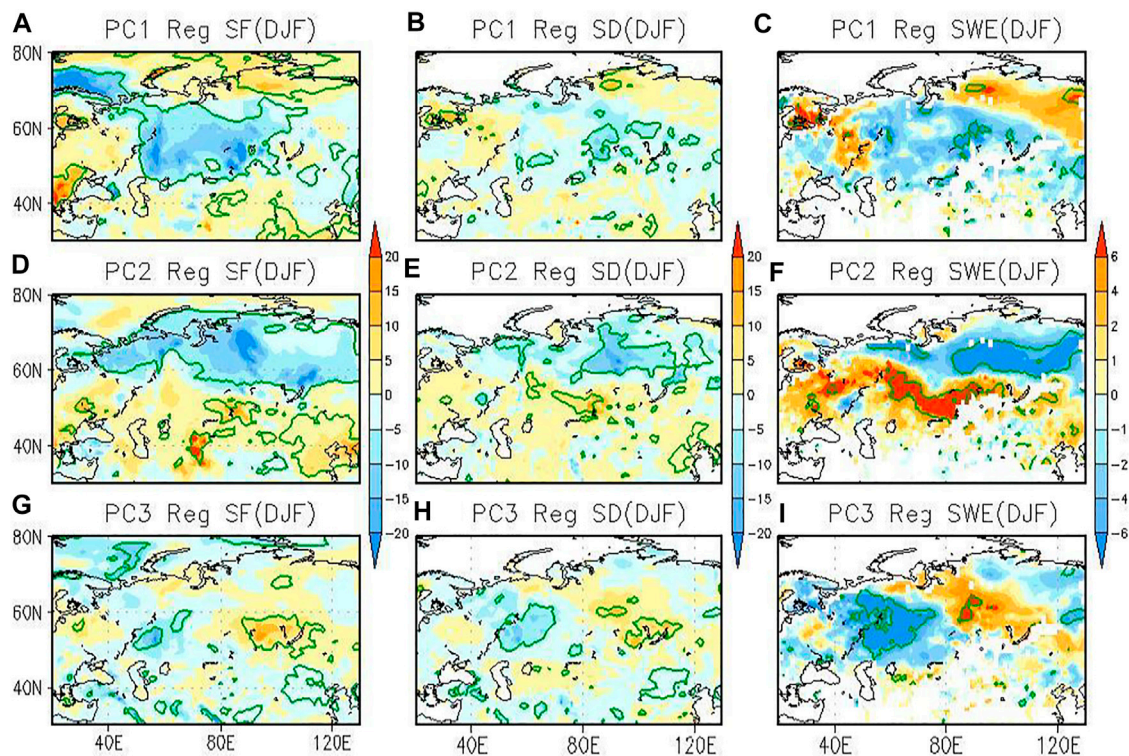 A PC1 Reg SF(DJF)
B PC1 Reg SD(DJF)
C PC1 Reg SWE(DJF)
80N
60N
40N
D PC2 Reg SF(DJF)
E PC2 Reg SD(DJF)
F PC2 Reg SWE(DJF)
80N
60N
40N
20
15
10
5
0
-5
-10
-15
-20
20
15
10
5
0
-5
-10
-15
-20
6
4
2
1
0
-1
-2
-4
-6
G PC3 Reg SF(DJF)
H PC3 Reg SD(DJF)
I PC3 Reg SWE(DJF)
80N
60N
40N
40E 80E 120E
40E 80E 120E
40E 80E 120E